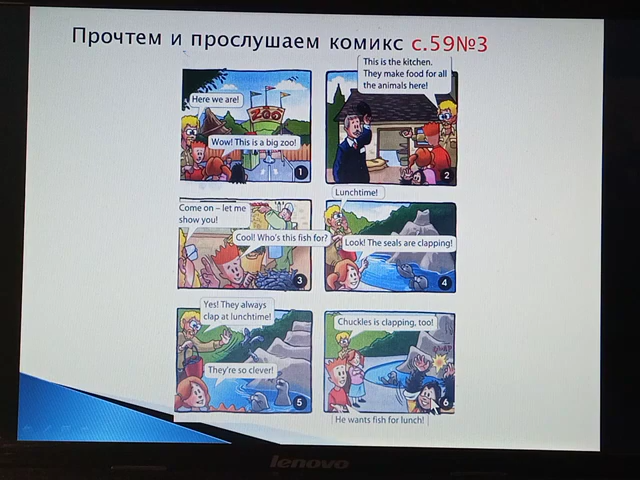 Прочтем и прослушаем комикс с.59№3
Here we are!
ZOO
Wow! This is a big zoo!
1
This is the kitchen.
They make food for all
the animals here!
2
Come on – let me
show you!
Cool! Who's this fish for?
3
Lunchtime!
Look! The seals are clapping!
4
Yes! They always
clap at lunchtime!
They're so clever!
5
Chuckles is clapping, too!
CLAP
6
He wants fish for lunch!
lenovo